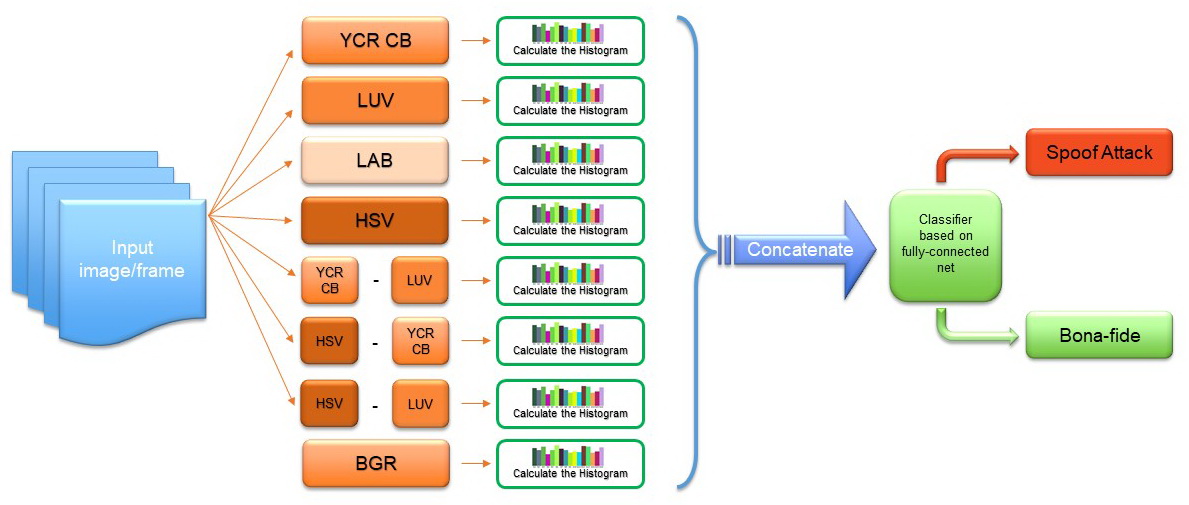 Input
image/frame
YCR CB
Calculate the Histogram
LUV
Calculate the Histogram
LAB
Calculate the Histogram
HSV
Calculate the Histogram
YCR
CB
-
LUV
Calculate the Histogram
HSV
-
YCR
CB
Calculate the Histogram
HSV
-
LUV
Calculate the Histogram
BGR
Calculate the Histogram
Concatenate
Classifier
based on
fully-connected
net
Spoof Attack
Bona-fide